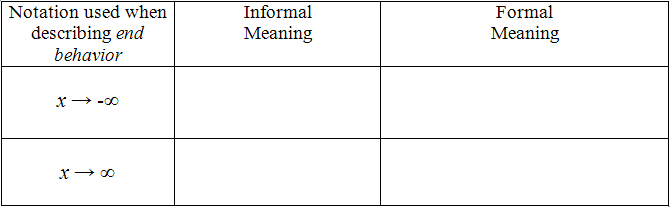 Notation used when
describing end
behavior
Informal
Meaning
Formal
Meaning
x → -∞
x → ∞